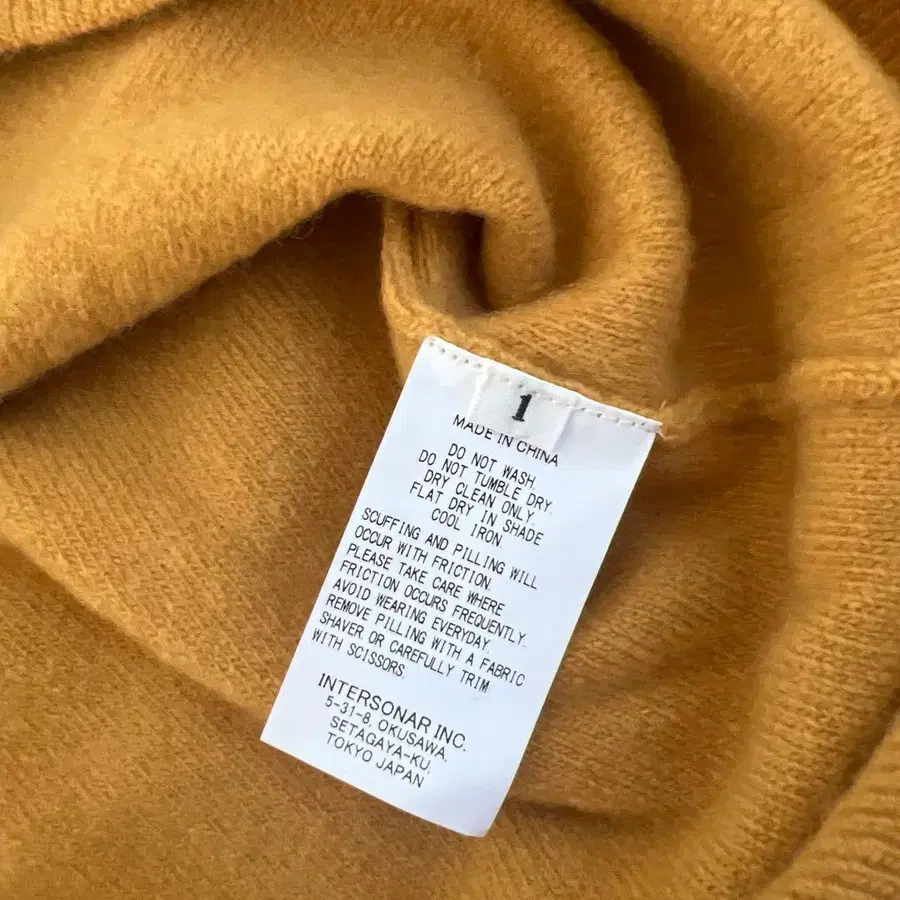 1
MADE IN CHINA
DO NOT WASH.
DO NOT TUMBLE DRY.
DRY CLEAN ONLY.
FLAT DRY IN SHADE
COOL IRON.
SCUFFING AND PILLING WILL
OCCUR WITH FRICTION
PLEASE TAKE CARE WHERE
FRICTION OCCURS FREQUENTLY.
AVOID WEARING EVERYDAY.
REMOVE PILLING WITH A FABRIC
SHAVER OR CAREFULLY TRIM
WITH SCISSORS.
INTERSONAR INC.
5-31-8, OKUSAWA,
SETAGAYA-KU,
TOKYO JAPAN